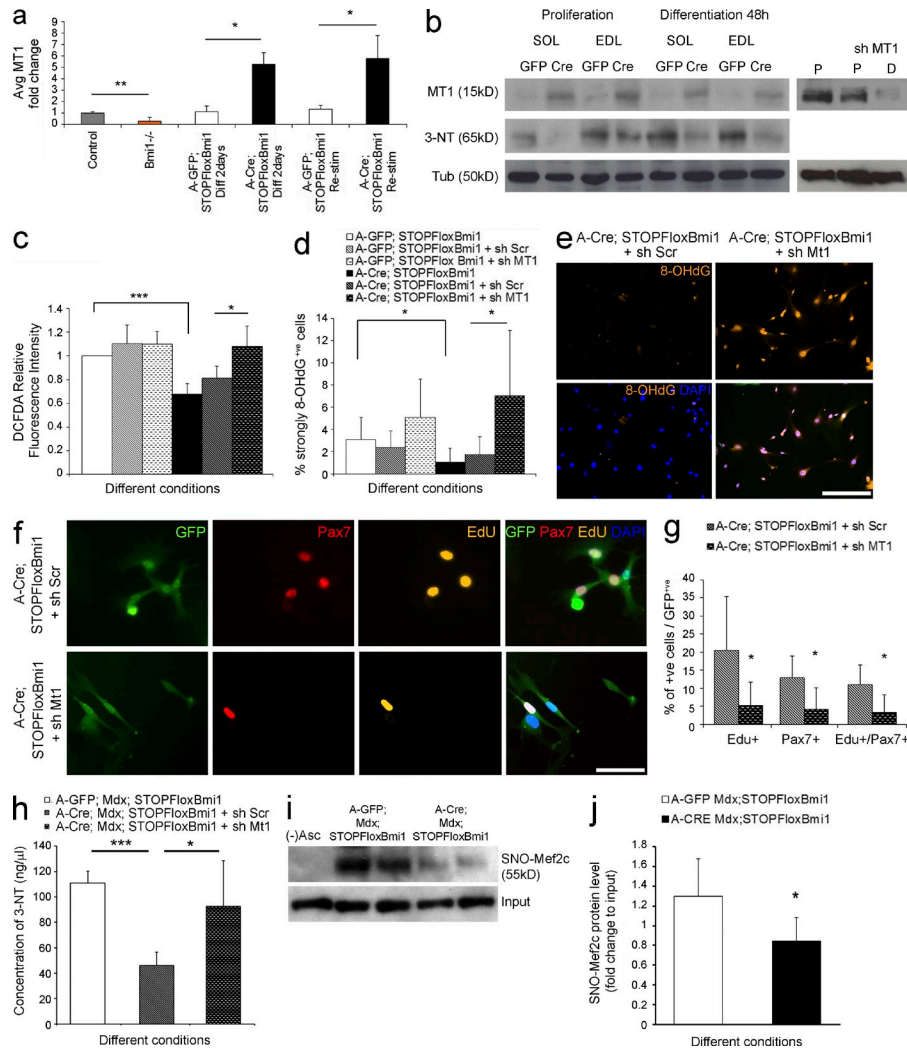 a
Avg MT1
fold change
9
8
7
6
5
4
3
2
1
0
**
*
*
Control
Bmi1-/-
A-GFP;
STOPFloxBmi1
Diff 2days
A-Cre;
STOPFloxBmi1
Diff 2days
A-GFP;
STOPFloxBmi1
Re-stim
A-Cre;
STOPFloxBmi1
Re-stim
b
Proliferation
Differentiation 48h
SOL
EDL
SOL
EDL
sh MT1
GFP Cre
GFP Cre
GFP Cre
GFP Cre
P
P
D
MT1 (15kD)
3-NT (65kD)
Tub (50kD)
c
DCFDA Relative
Fluorescence Intensity
1.4
1.2
1
0.8
0.6
0.4
0.2
0
***
*
Different conditions
d
A-GFP; STOPFloxBmi1
A-GFP; STOPFloxBmi1 + sh Scr
A-GFP; STOPFlox Bmi1 + sh MT1
A-Cre; STOPFloxBmi1
A-Cre; STOPFloxBmi1 + sh Scr
A-Cre; STOPFloxBmi1 + sh MT1
% strongly 8-OHdG+ve cells
16
14
12
10
8
6
4
2
0
*
*
Different conditions
e
A-Cre; STOPFloxBmi1
+ sh Scr
A-Cre; STOPFloxBmi1
+ sh Mt1
8-OHdG
8-OHdG DAPI
f
A-Cre;
STOPFloxBmi1
+ sh Scr
GFP
Pax7
EdU
GFP Pax7 EdU DAPI
A-Cre;
STOPFloxBmi1
+ sh Mt1
g
A-Cre; STOPFloxBmi1 + sh Scr
A-Cre; STOPFloxBmi1 + sh MT1
% of +ve cells / GFP+ve
40
35
30
25
20
15
10
5
0
*
*
*
Edu+
Pax7+
Edu+/Pax7+
h
A-GFP; Mdx; STOPFloxBmi1
A-Cre; Mdx; STOPFloxBmi1 + sh Scr
A-Cre; Mdx; STOPFloxBmi1 + sh Mt1
Concentration of 3-NT (ng/µl)
140
120
100
80
60
40
20
0
***
*
Different conditions
i
(-)Asc
A-GFP;
Mdx;
STOPFloxBmi1
A-Cre;
Mdx;
STOPFloxBmi1
SNO-Mef2c
(55kD)
Input
j
A-GFP Mdx;STOPFloxBmi1
A-CRE Mdx;STOPFloxBmi1
SNO-Mef2c protein level
(fold change to input)
1.8
1.6
1.4
1.2
1
0.8
0.6
0.4
0.2
0
*
Different conditions